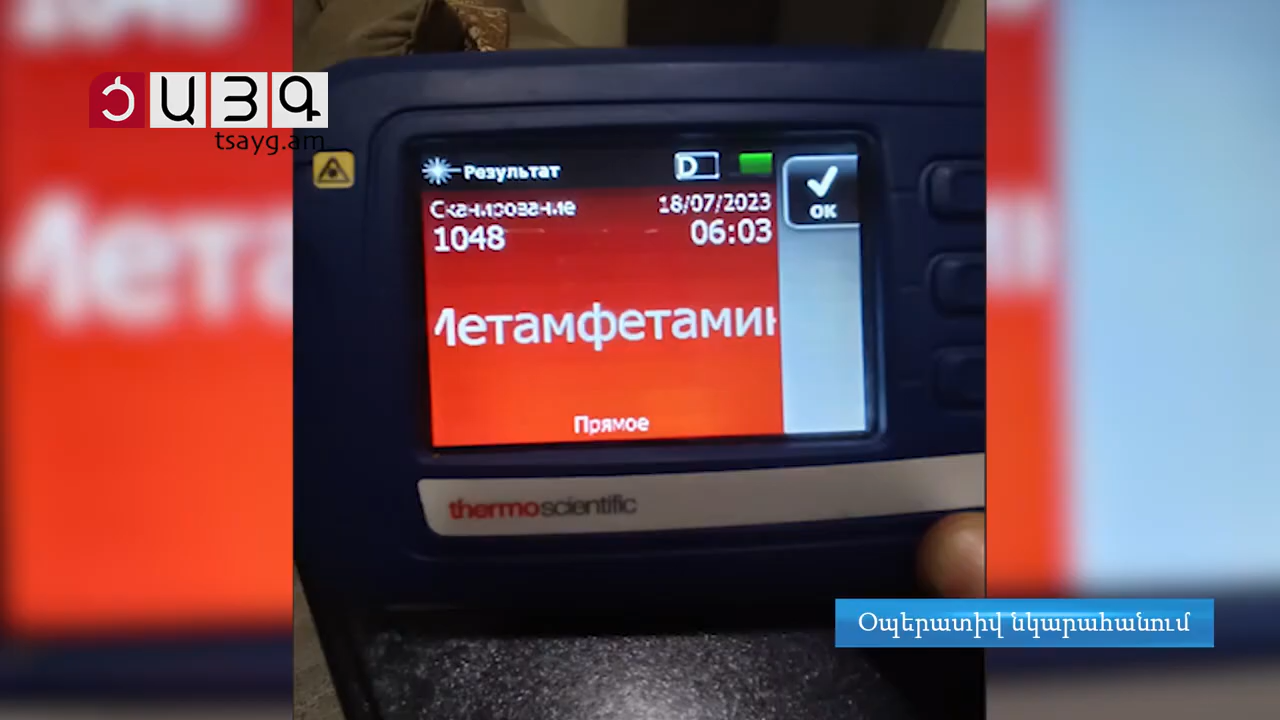 ՑԱՅԳ
tsayg.am
Результат
Сканирование 18/07/2023
1048 06:03
OK
Метамфетамин
Прямое
thermoscientific
Օպերատիվ նկարահանում